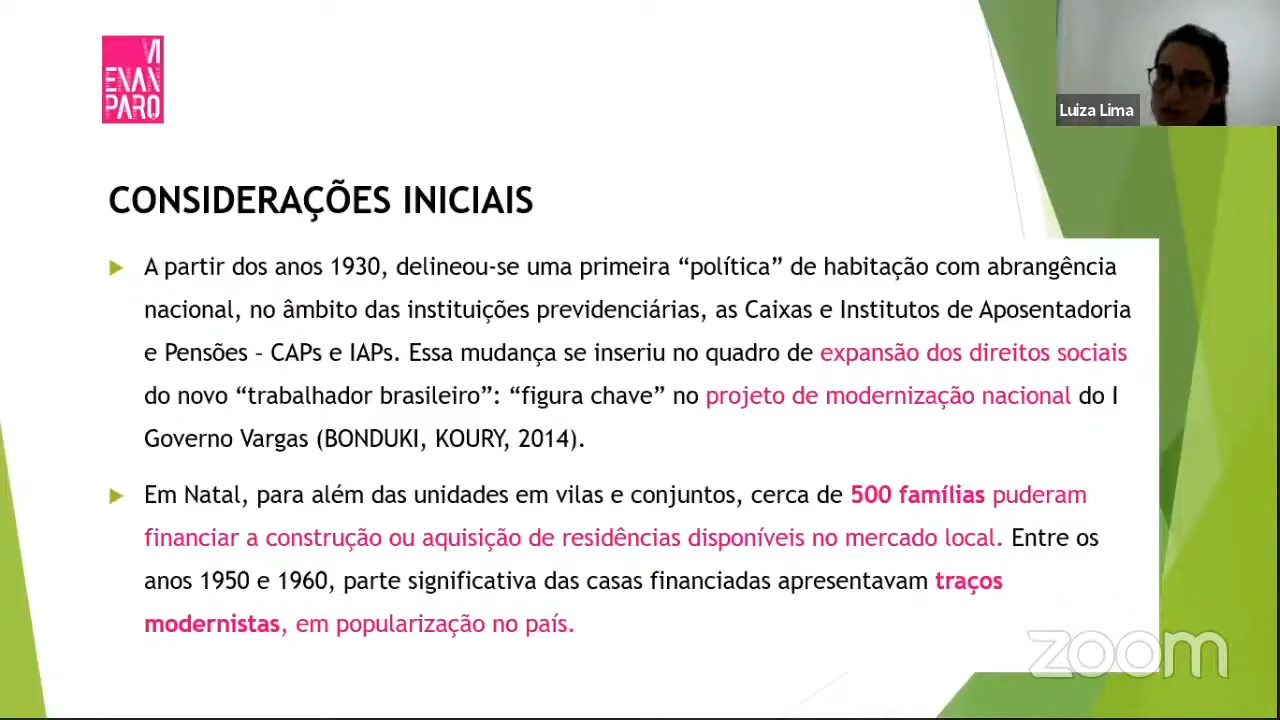 VI
ENAN
PARQ
Luiza Lima
CONSIDERAÇÕES INICIAIS
A partir dos anos 1930, delineou-se uma primeira “política” de habitação com abrangência
nacional, no âmbito das instituições previdenciárias, as Caixas e Institutos de Aposentadoria
e Pensões – CAPs e IAPs. Essa mudança se inseriu no quadro de expansão dos direitos sociais
do novo “trabalhador brasileiro”: “figura chave” no projeto de modernização nacional do I
Governo Vargas (BONDUKI, KOURY, 2014).
Em Natal, para além das unidades em vilas e conjuntos, cerca de 500 famílias puderam
financiar a construção ou aquisição de residências disponíveis no mercado local. Entre os
anos 1950 e 1960, parte significativa das casas financiadas apresentavam traços
modernistas, em popularização no país.
zoom